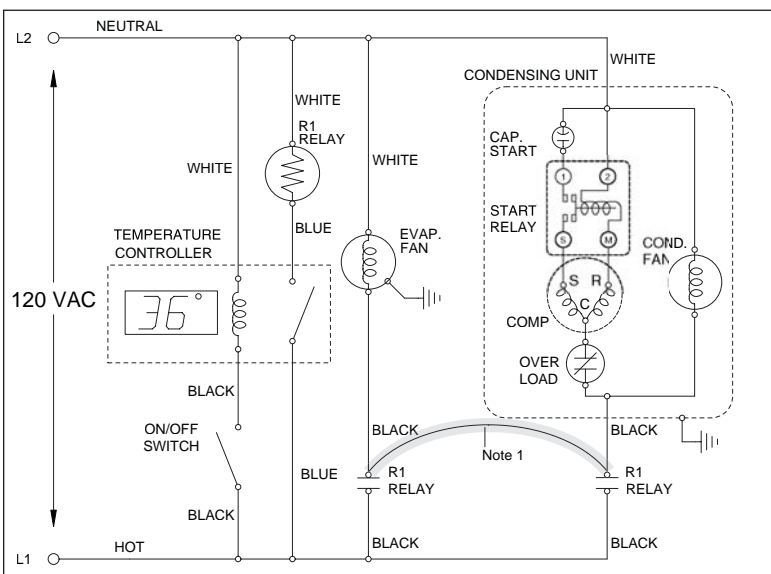 L2
NEUTRAL
WHITE
CONDENSING UNIT
WHITE
R1
RELAY
CAP.
START
WHITE
WHITE
1
2
START
RELAY
BLUE
EVAP.
FAN
TEMPERATURE
CONTROLLER
S
M
COND.
FAN
120 VAC
36°
S
R
C
COMP
OVER
LOAD
BLACK
ON/OFF
SWITCH
BLACK
BLACK
Note 1
BLUE
R1
RELAY
R1
RELAY
BLACK
BLACK
BLACK
L1
HOT